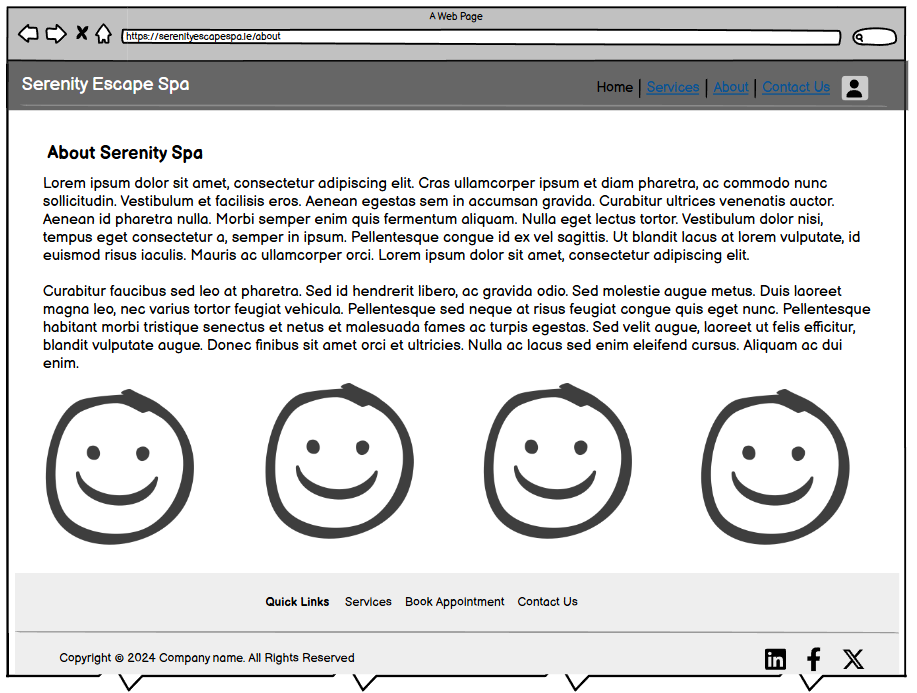 A Web Page
https://serenityescapespa.ie/about
Serenity Escape Spa
Home | Services | About | Contact Us
About Serenity Spa
Lorem ipsum dolor sit amet, consectetur adipiscing elit. Cras ullamcorper ipsum et diam pharetra, ac commodo nunc
sollicitudin. Vestibulum et facilisis eros. Aenean egestas sem in accumsan gravida. Curabitur ultrices venenatis auctor.
Aenean id pharetra nulla. Morbi semper enim quis fermentum aliquam. Nulla eget lectus tortor. Vestibulum dolor nisi,
tempus eget consectetur a, semper in ipsum. Pellentesque congue id ex vel sagittis. Ut blandit lacus at lorem vulputate, id
euismod risus iaculis. Mauris ac ullamcorper orci. Lorem ipsum dolor sit amet, consectetur adipiscing elit.
Curabitur faucibus sed leo at pharetra. Sed id hendrerit libero, ac gravida odio. Sed molestie augue metus. Duis laoreet
magna leo, nec varius tortor feugiat vehicula. Pellentesque sed neque at risus feugiat congue quis eget nunc. Pellentesque
habitant morbi tristique senectus et netus et malesuada fames ac turpis egestas. Sed velit augue, laoreet ut felis efficitur,
blandit vulputate augue. Donec finibus sit amet orci et ultricies. Nulla ac lacus sed enim eleifend cursus. Aliquam ac dui
enim.
Quick Links Services Book Appointment Contact Us
Copyright © 2024 Company name. All Rights Reserved